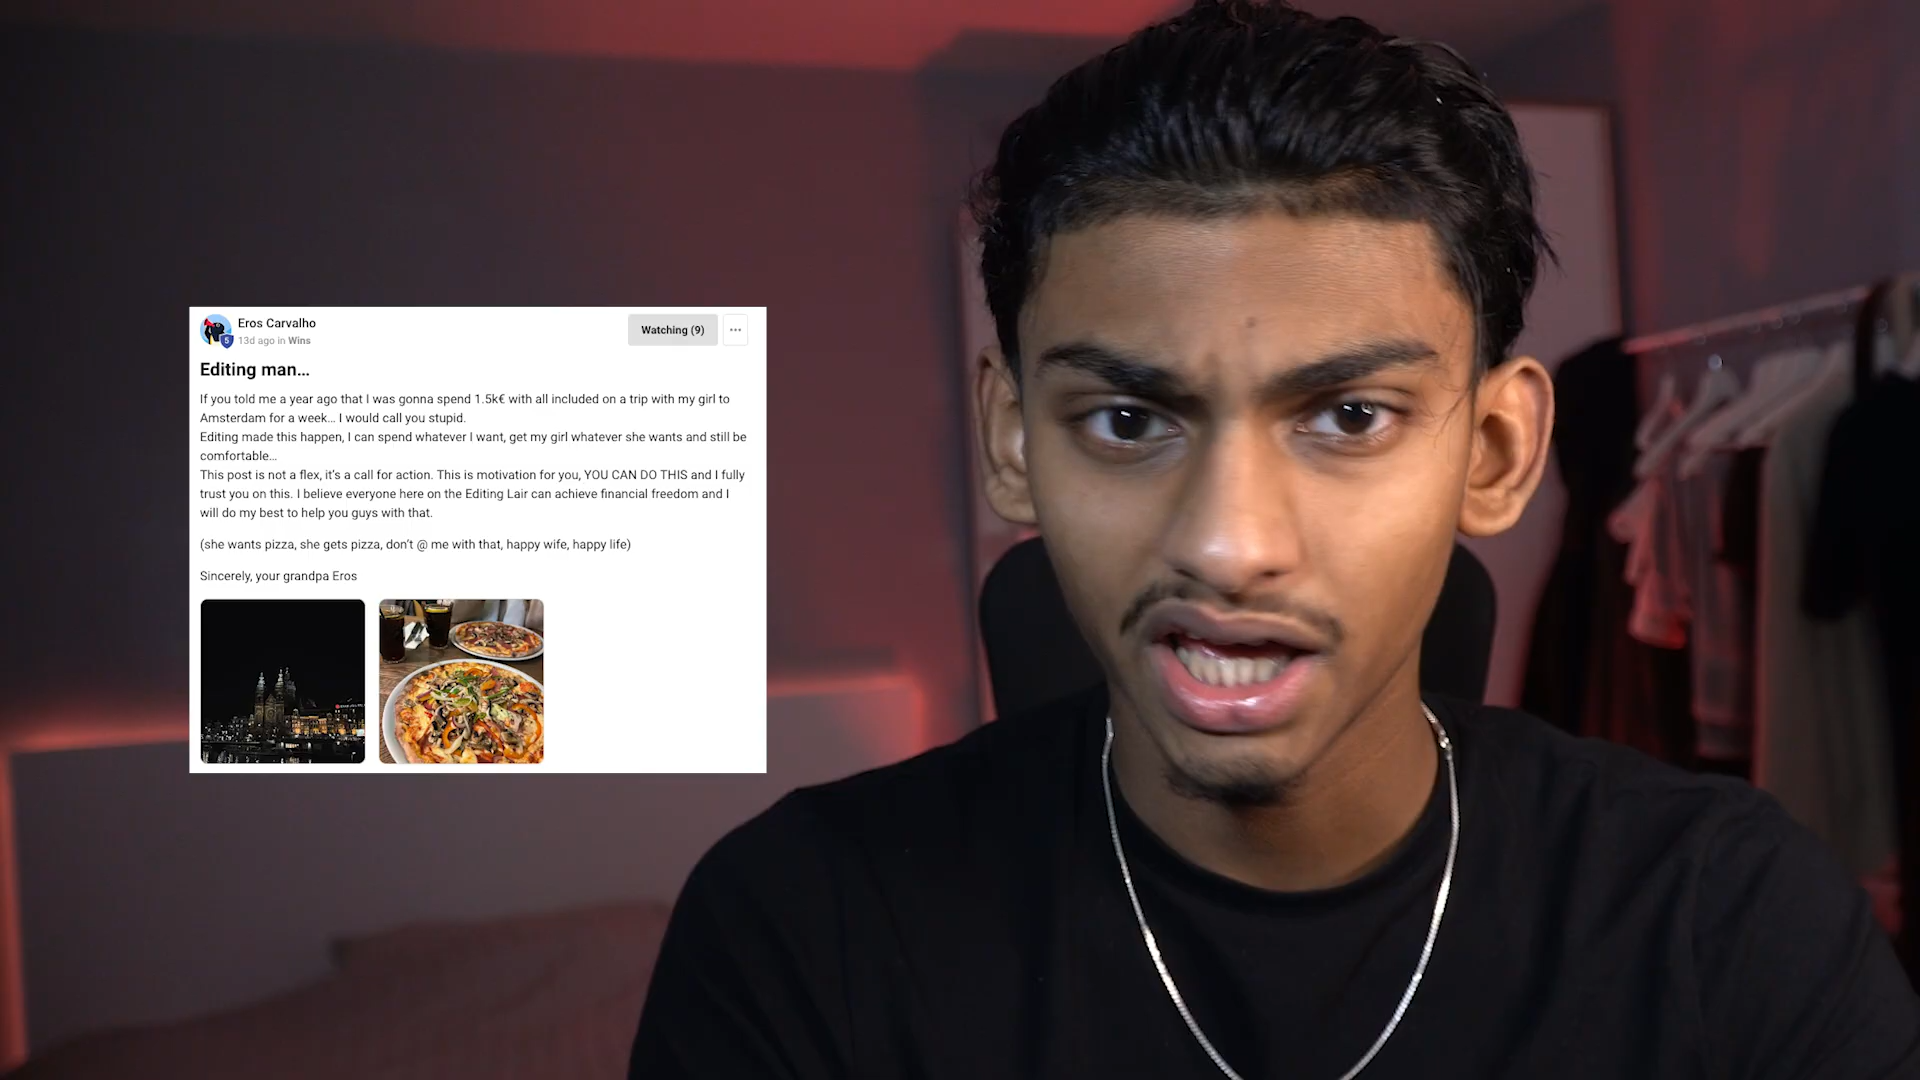 Eros Carvalho
5
13d ago in Wins
Watching (9)
Editing man…
If you told me a year ago that I was gonna spend 1.5k€ with all included on a trip with my girl to
Amsterdam for a week… I would call you stupid.
Editing made this happen, I can spend whatever I want, get my girl whatever she wants and still be
comfortable…
This post is not a flex, it’s a call for action. This is motivation for you, YOU CAN DO THIS and I fully
trust you on this. I believe everyone here on the Editing Lair can achieve financial freedom and I
will do my best to help you guys with that.
(she wants pizza, she gets pizza, don’t @ me with that, happy wife, happy life)
Sincerely, your grandpa Eros